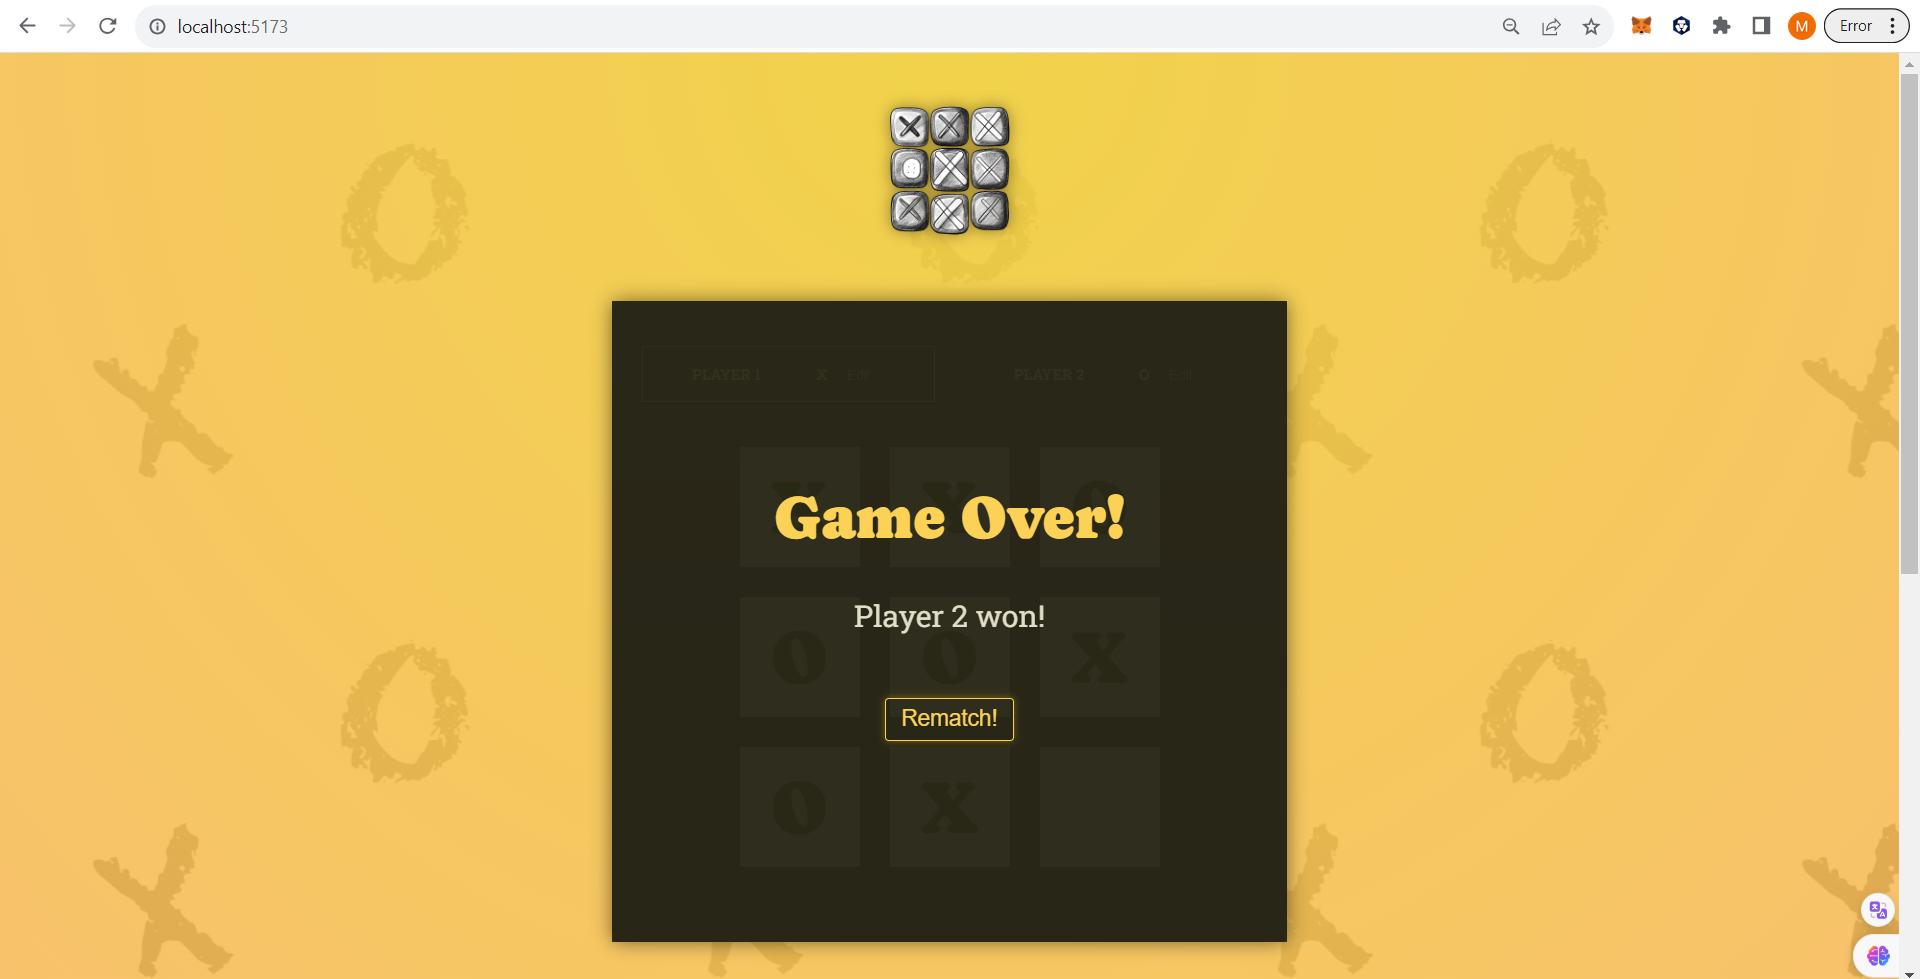 localhost:5173
M
Error
PLAYER 1 X Edit PLAYER 2 O Edit
X X O
Game Over!
Player 2 won!
O O X
Rematch!
O X